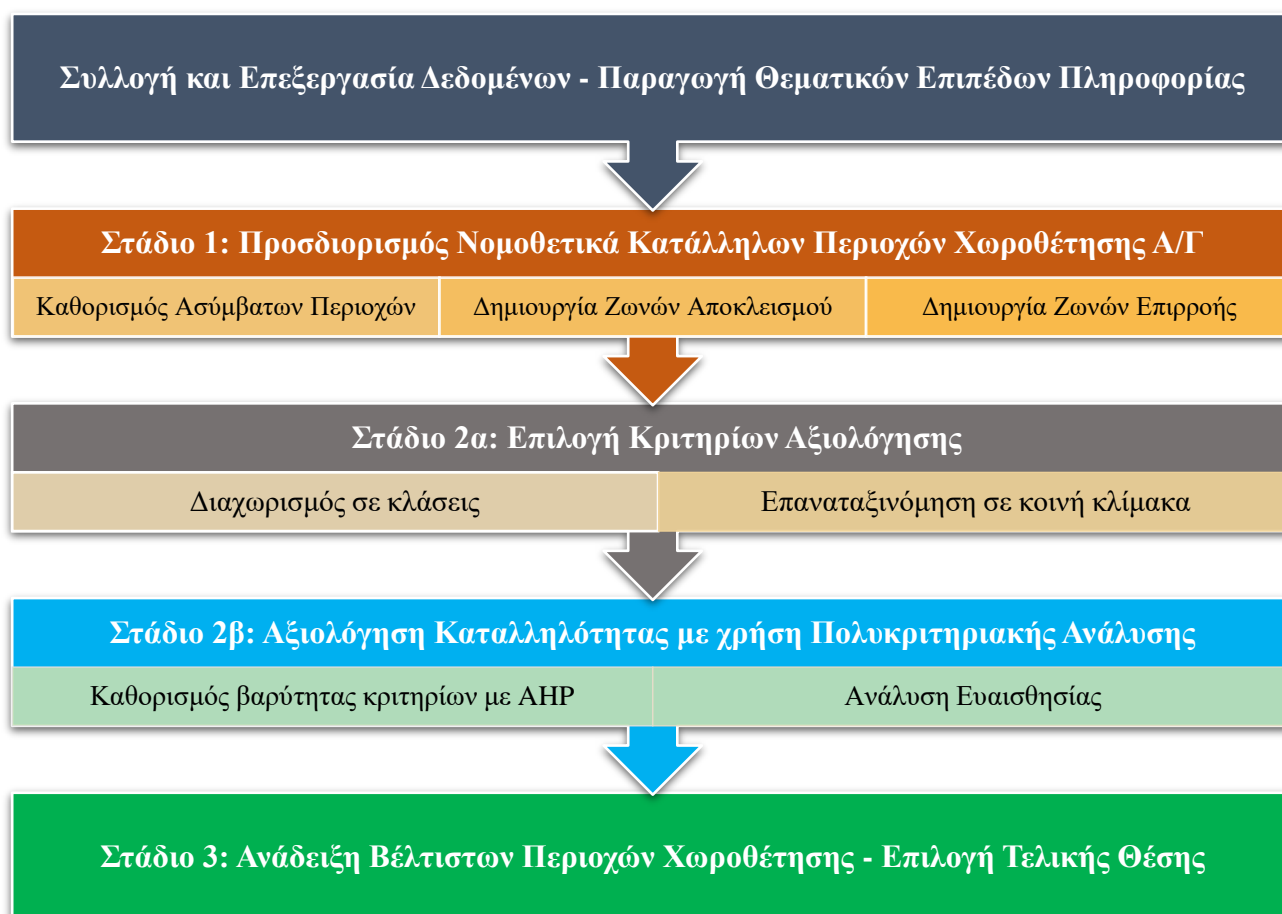 Συλλογή και Επεξεργασία Δεδομένων - Παραγωγή Θεματικών Επιπέδων Πληροφορίας
Στάδιο 1: Προσδιορισμός Νομοθετικά Κατάλληλων Περιοχών Χωροθέτησης Α/Γ
Καθορισμός Ασύμβατων Περιοχών
Δημιουργία Ζωνών Αποκλεισμού
Δημιουργία Ζωνών Επιρροής
Στάδιο 2α: Επιλογή Κριτηρίων Αξιολόγησης
Διαχωρισμός σε κλάσεις
Επαναταξινόμηση σε κοινή κλίμακα
Στάδιο 2β: Αξιολόγηση Καταλληλότητας με χρήση Πολυκριτηριακής Ανάλυσης
Καθορισμός βαρύτητας κριτηρίων με AHP
Ανάλυση Ευαισθησίας
Στάδιο 3: Ανάδειξη Βέλτιστων Περιοχών Χωροθέτησης - Επιλογή Τελικής Θέσης